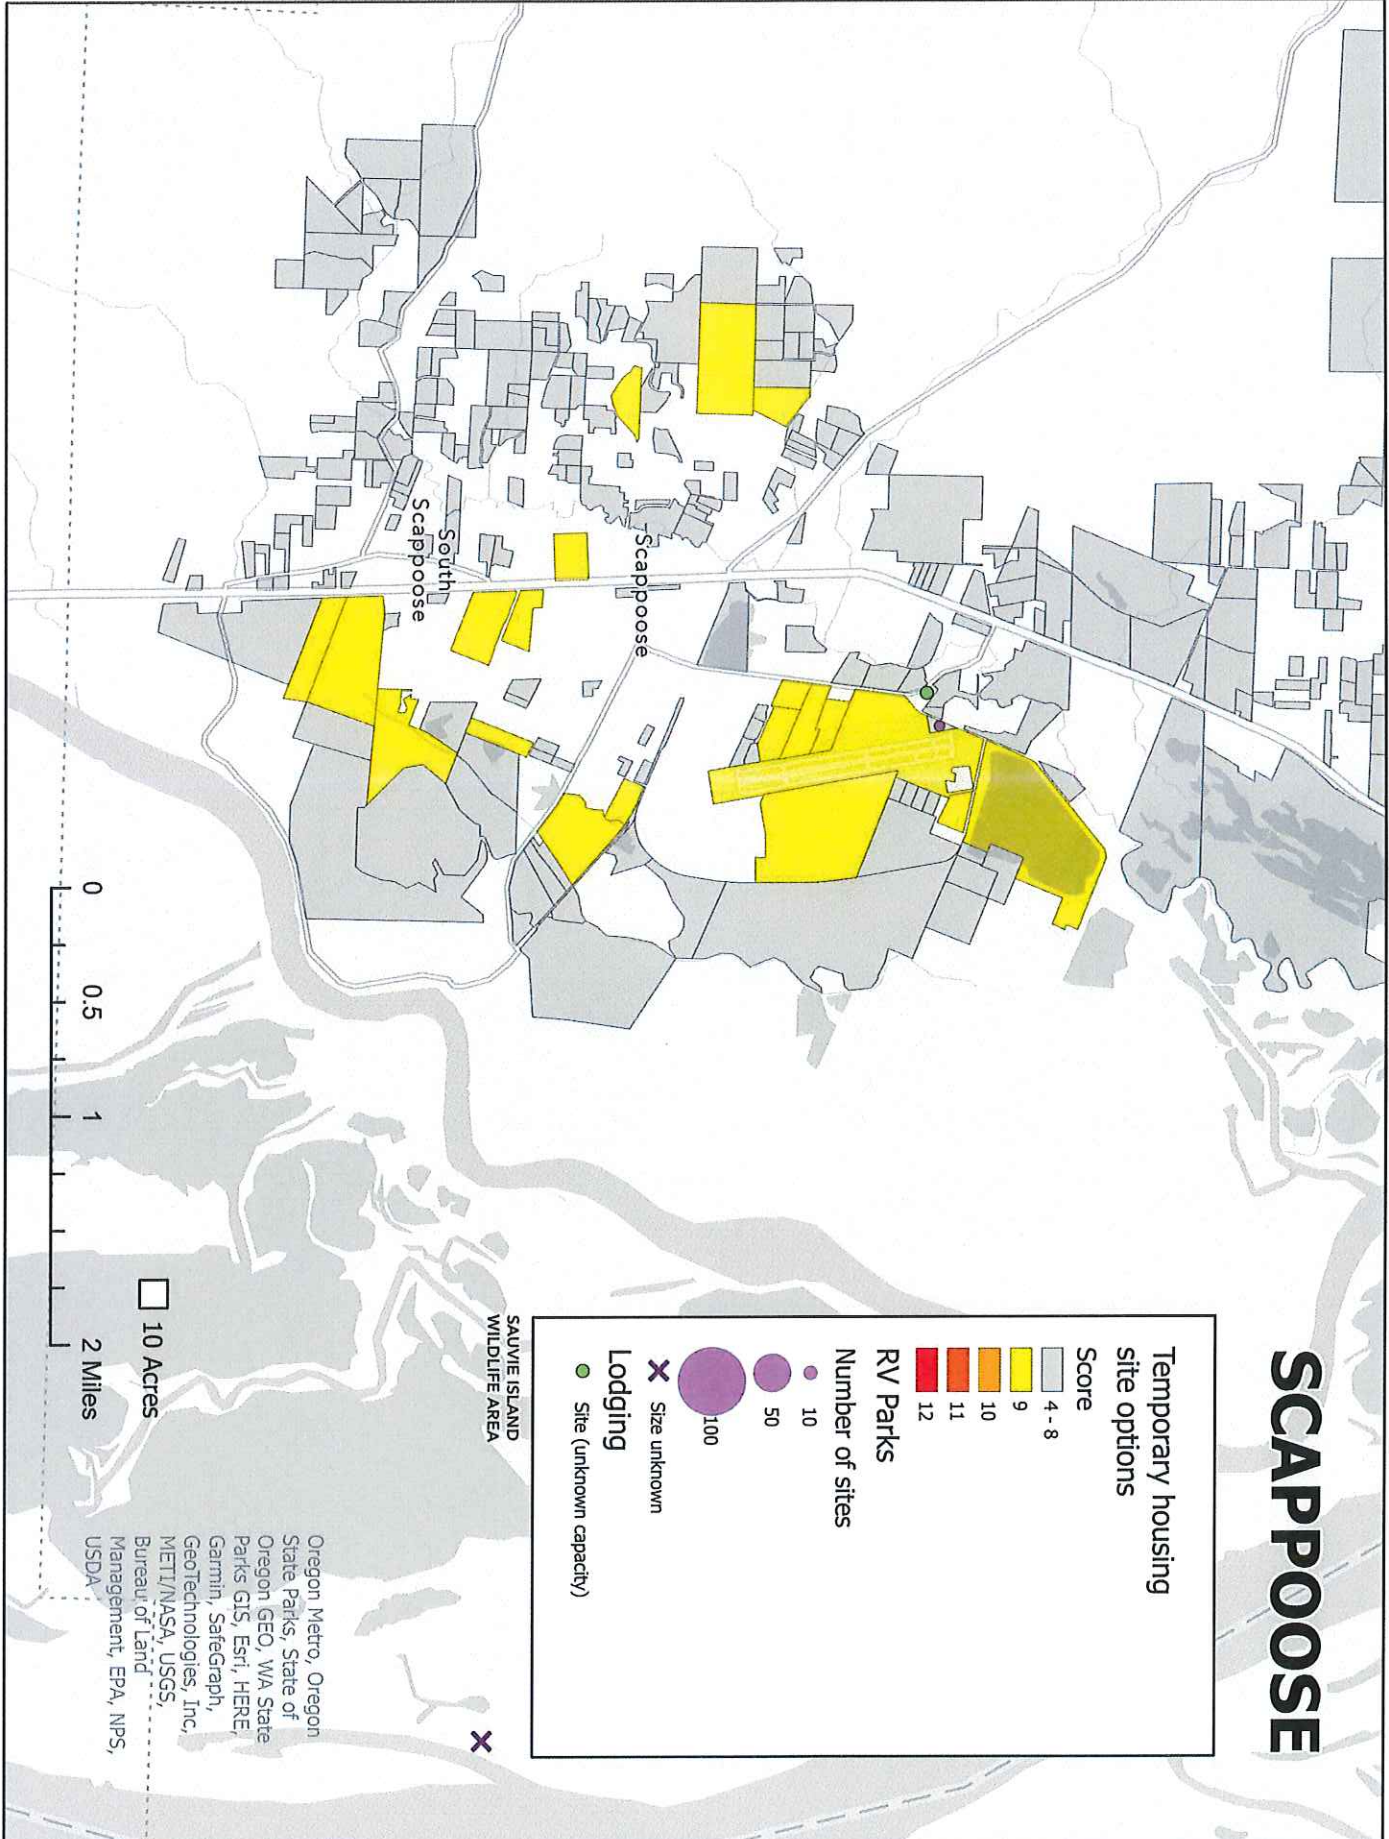 SCAPPOOSE
Temporary housing
site options
Score
4 - 8
9
10
11
12
RV Parks
Number of sites
10
50
100
Size unknown
Lodging
Site (unknown capacity)
Scappoose
South
Scappoose
SAUVIE ISLAND
WILDLIFE AREA
10 Acres
0 0.5 1 2 Miles
Oregon Metro, Oregon
State Parks, State of
Oregon GEO, WA State
Parks GIS, Esri, HERE,
Garmin, SafeGraph,
GeoTechnologies, Inc,
METI/NASA, USGS,
Bureau of Land
Management, EPA, NPS,
USDA